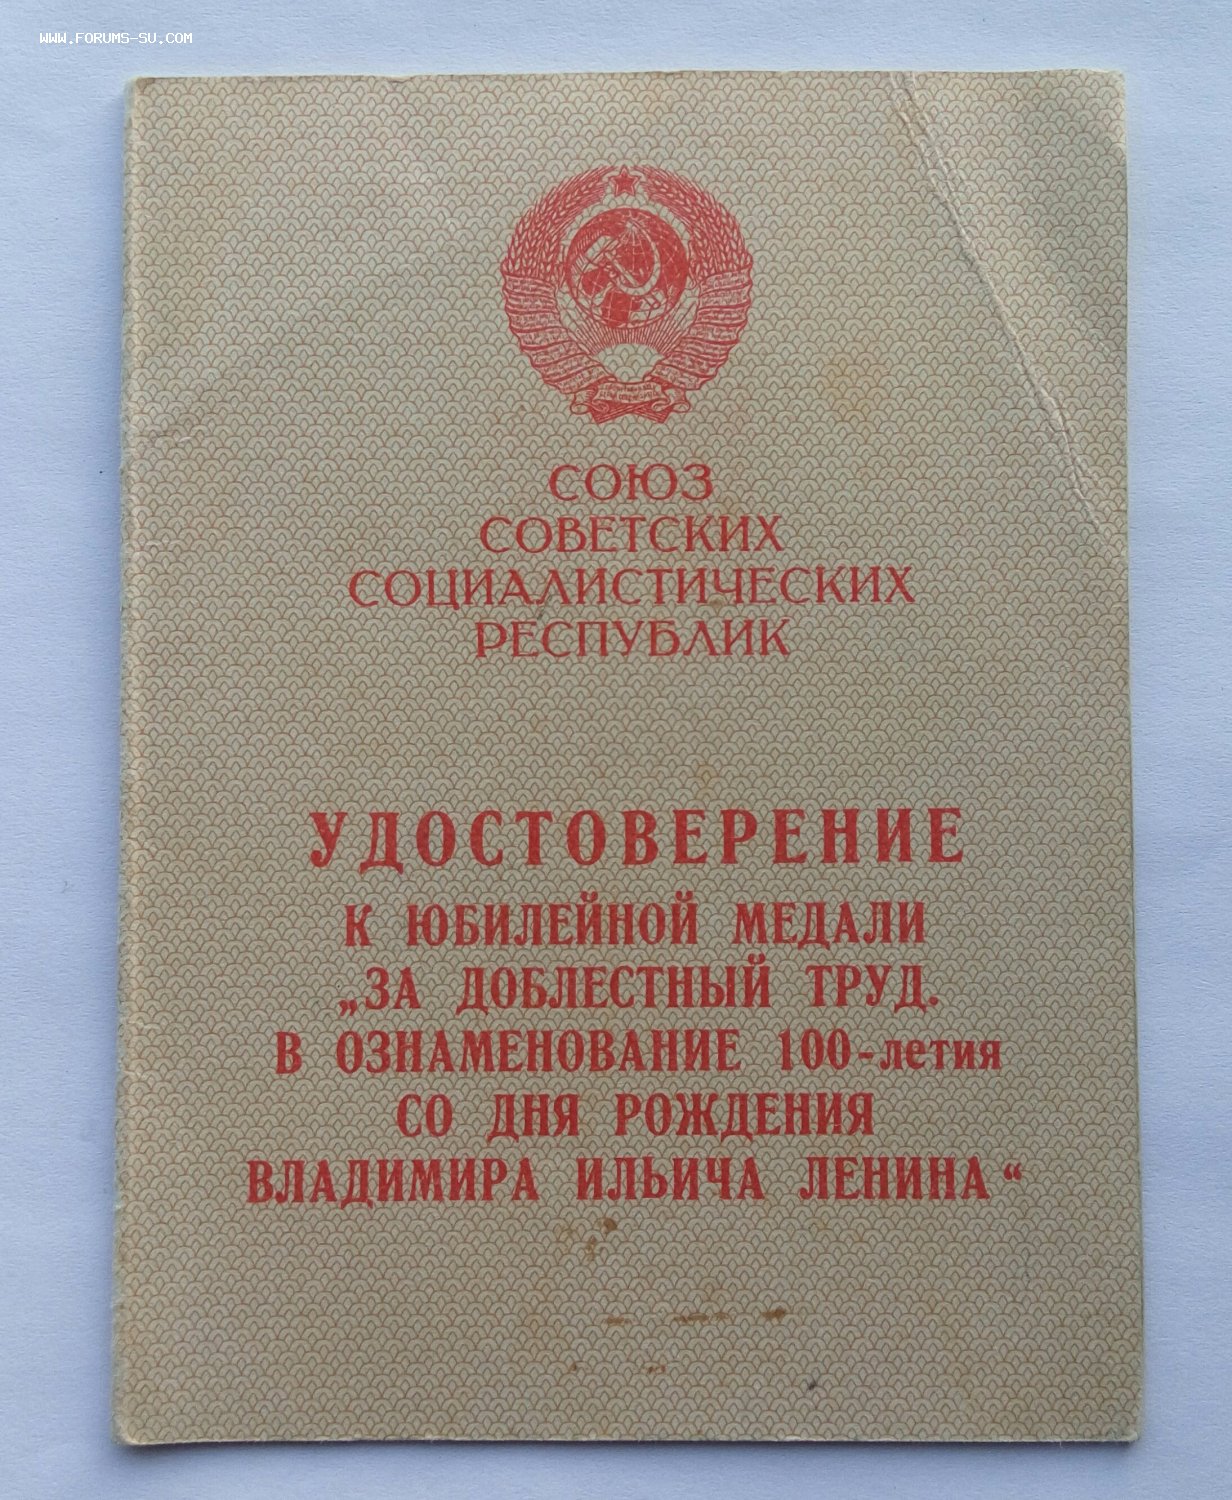 WWW.FORUMS-SU.COM
СОЮЗ
СОВЕТСКИХ
СОЦИАЛИСТИЧЕСКИХ
РЕСПУБЛИК
УДОСТОВЕРЕНИЕ
К ЮБИЛЕЙНОЙ МЕДАЛИ
„ЗА ДОБЛЕСТНЫЙ ТРУД.
В ОЗНАМЕНОВАНИЕ 100-летия
СО ДНЯ РОЖДЕНИЯ
ВЛАДИМИРА ИЛЬИЧА ЛЕНИНА“